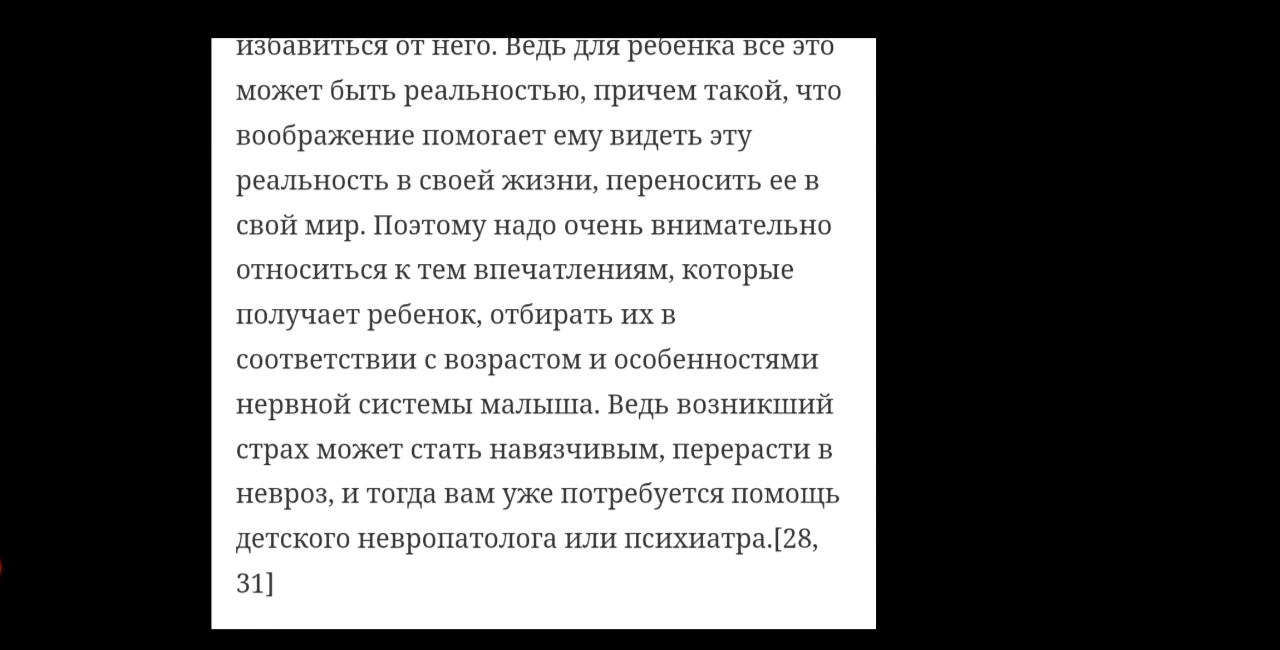 избавиться от него. Ведь для ребенка все это
может быть реальностью, причем такой, что
воображение помогает ему видеть эту
реальность в своей жизни, переносить ее в
свой мир. Поэтому надо очень внимательно
относиться к тем впечатлениям, которые
получает ребенок, отбирать их в
соответствии с возрастом и особенностями
нервной системы малыша. Ведь возникший
страх может стать навязчивым, перерасти в
невроз, и тогда вам уже потребуется помощь
детского невропатолога или психиатра.[28,
31]